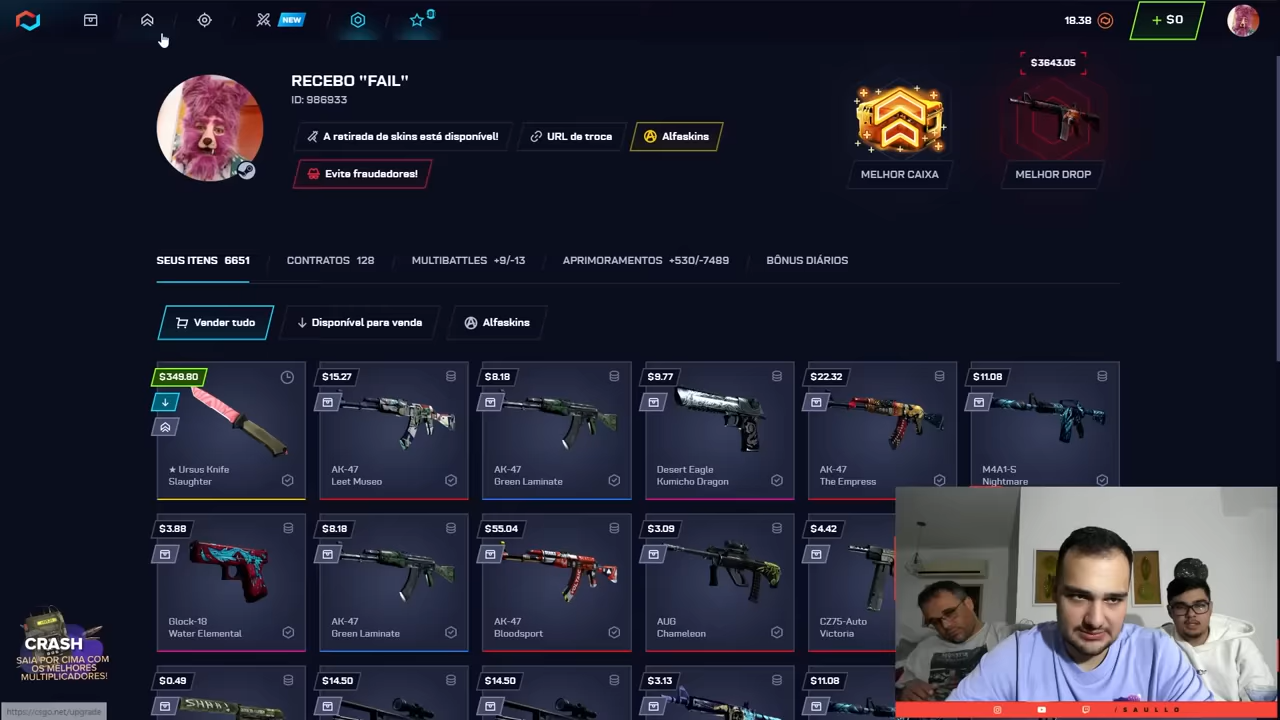 NEW
18.38
+ $0
RECEBO "FAIL"
ID: 986933
A retirada de skins está disponível!
URL de troca
Alfaskins
Evite fraudadores!
MELHOR CAIXA
$3643.05
MELHOR DROP
SEUS ITENS 6651
CONTRATOS 128
MULTIBATTLES +9/-13
APRIMORAMENTOS +530/-7489
BÔNUS DIÁRIOS
Vender tudo
Disponível para venda
Alfaskins
$349.80
★ Ursus Knife
Slaughter
$15.27
AK-47
Leet Museo
$8.18
AK-47
Green Laminate
$9.77
Desert Eagle
Kumicho Dragon
$22.32
AK-47
The Empress
$11.08
M4A1-S
Nightmare
$3.88
Glock-18
Water Elemental
$8.18
AK-47
Green Laminate
$55.04
AK-47
Bloodsport
$3.09
AUG
Chameleon
$4.42
CZ75-Auto
Victoria
$0.49
$14.50
$14.50
$3.13
$11.08
CRASH
SAIA POR CIMA COM
OS MELHORES
MULTIPLICADORES!
https://csgo.net/upgrade
/SAULLO